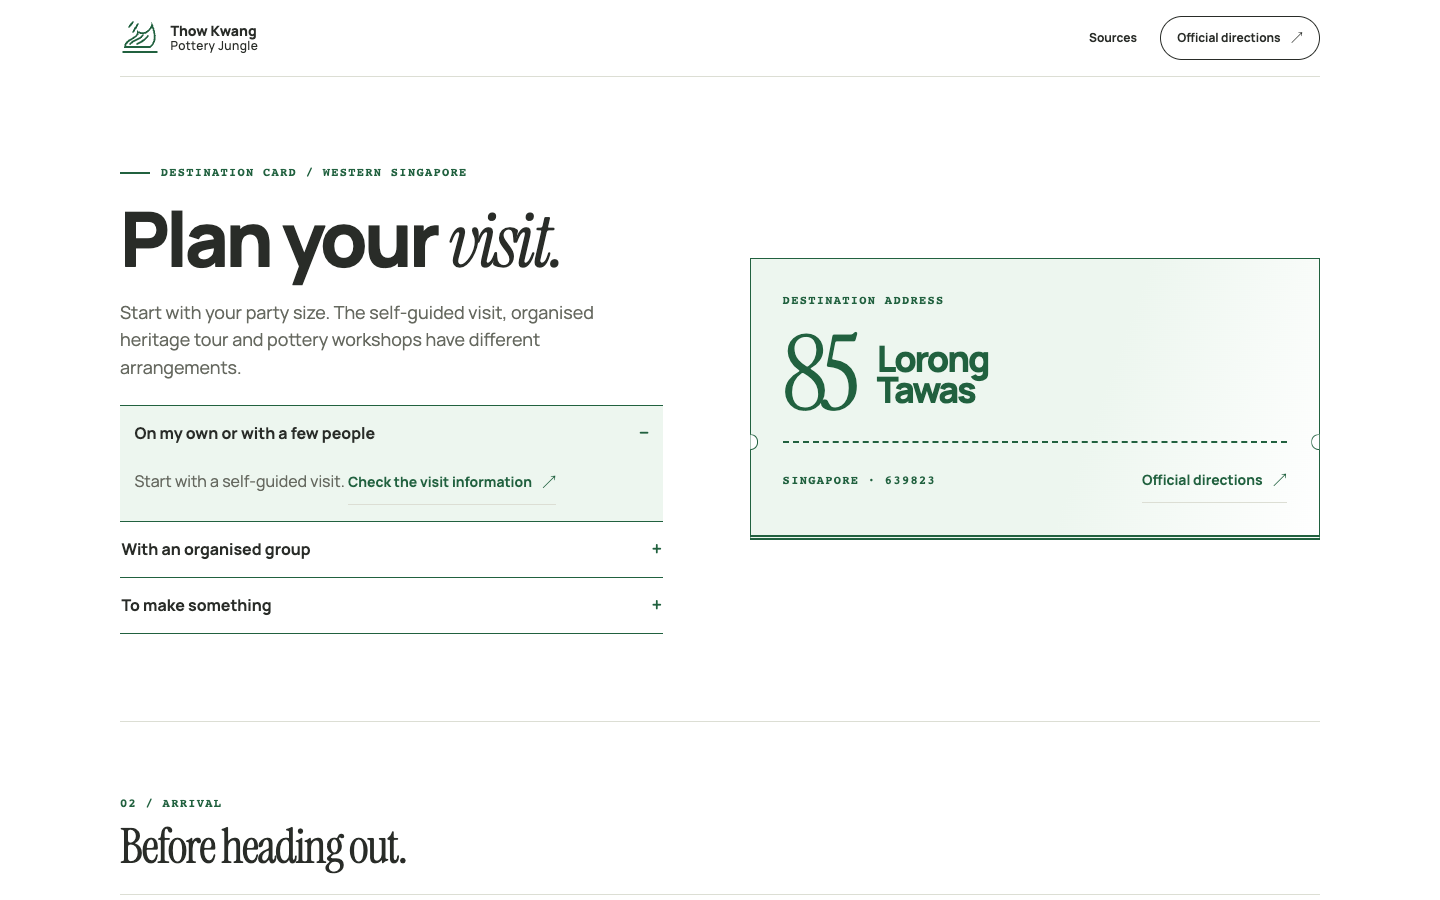 Thow Kwang
Pottery Jungle
Sources
Official directions ↗
DESTINATION CARD / WESTERN SINGAPORE
Plan your visit.
Start with your party size. The self-guided visit, organised
heritage tour and pottery workshops have different
arrangements.
On my own or with a few people −
Start with a self-guided visit. Check the visit information ↗
With an organised group +
To make something +
DESTINATION ADDRESS
85 Lorong
Tawas
SINGAPORE · 639823
Official directions ↗
02 / ARRIVAL
Before heading out.